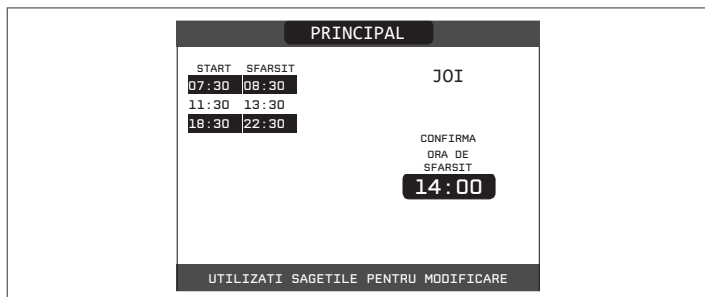 PRINCIPAL
START SFARSIT
07:30 08:30
11:30 13:30
18:30 22:30
JOI
CONFIRMA
ORA DE
SFARSIT
14:00
UTILIZATI SAGETILE PENTRU MODIFICARE